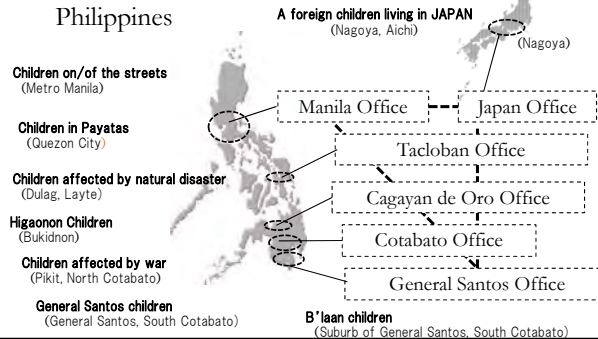 Philippines
A foreign children living in JAPAN
(Nagoya, Aichi)
(Nagoya)
Children on/of the streets
(Metro Manila)
Manila Office
Japan Office
Children in Payatas
(Quezon City)
Tacloban Office
Children affected by natural disaster
(Dulag, Layte)
Cagayan de Oro Office
Higaonon Children
(Bukidnon)
Cotabato Office
Children affected by war
(Pikit, North Cotabato)
General Santos Office
General Santos children
(General Santos, South Cotabato)
B'laan children
(Suburb of General Santos, South Cotabato)